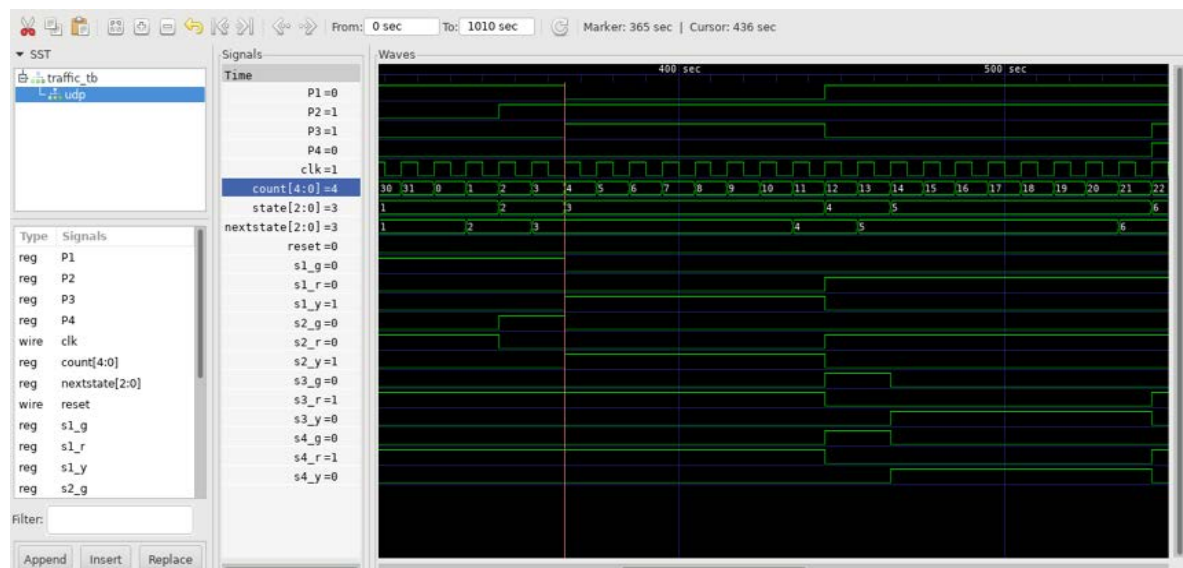 From: 0 sec To: 1010 sec Marker: 365 sec | Cursor: 436 sec
SST
traffic_tb
udp
Type Signals
reg P1
reg P2
reg P3
reg P4
wire clk
reg count[4:0]
reg nextstate[2:0]
wire reset
reg s1_g
reg s1_r
reg s1_y
reg s2_g
Filter:
Append Insert Replace
Signals
Time
P1=0
P2=1
P3=1
P4=0
clk=1
count[4:0]=4
state[2:0]=3
nextstate[2:0]=3
reset=0
s1_g=0
s1_r=0
s1_y=1
s2_g=0
s2_r=0
s2_y=1
s3_g=0
s3_r=1
s3_y=0
s4_g=0
s4_r=1
s4_y=0
Waves
400 sec 500 sec
30 31 0 1 2 3 4 5 6 7 8 9 10 11 12 13 14 15 16 17 18 19 20 21 22
1 2 3 4 5 6
1 2 3 4 5 6